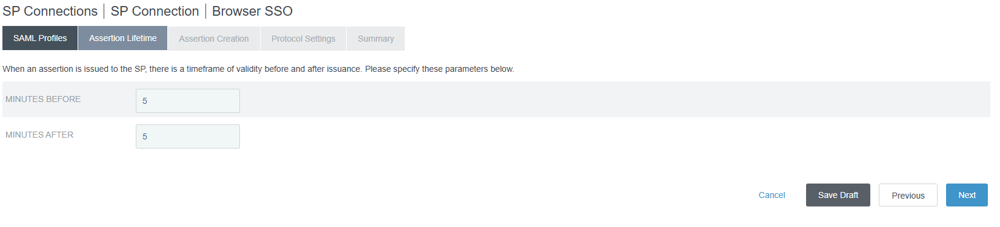 SP Connections | SP Connection | Browser SSO
SAML Profiles Assertion Lifetime Assertion Creation Protocol Settings Summary
When an assertion is issued to the SP, there is a timeframe of validity before and after issuance. Please specify these parameters below.
MINUTES BEFORE 5
MINUTES AFTER 5
Cancel Save Draft Previous Next